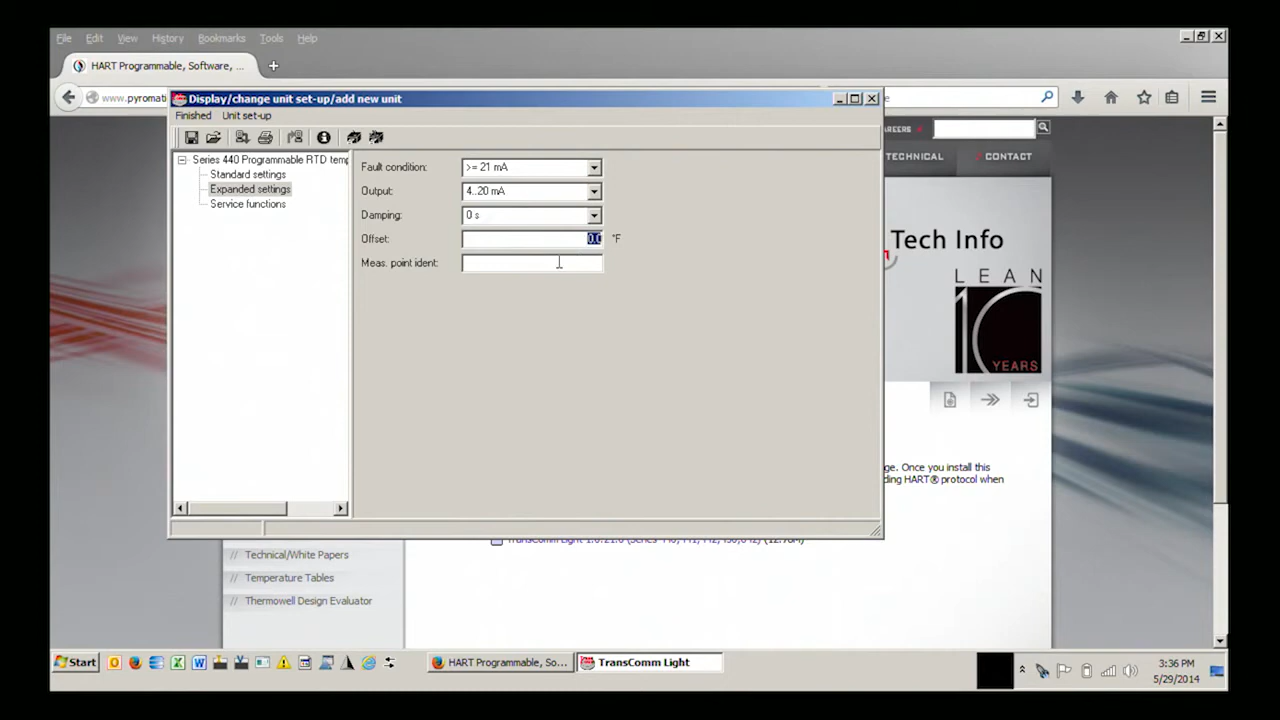 File Edit View History Bookmarks Tools Help
HART Programmable, Software, ...
www.pyromati
Display/change unit set-up/add new unit
Finished Unit set-up
Series 440 Programmable RTD temp
Standard settings
Expanded settings
Service functions
Fault condition: >= 21 mA
Output: 4..20 mA
Damping: 0 s
Offset: 0.0 °F
Meas. point ident:
CAREERS
TECHNICAL CONTACT
Tech Info
LEAN
10
YEARS
ge. Once you install this
ding HART® protocol when
// Technical/White Papers
// Temperature Tables
// Thermowell Design Evaluator
Start
HART Programmable, So...
TransComm Light
3:36 PM
5/29/2014